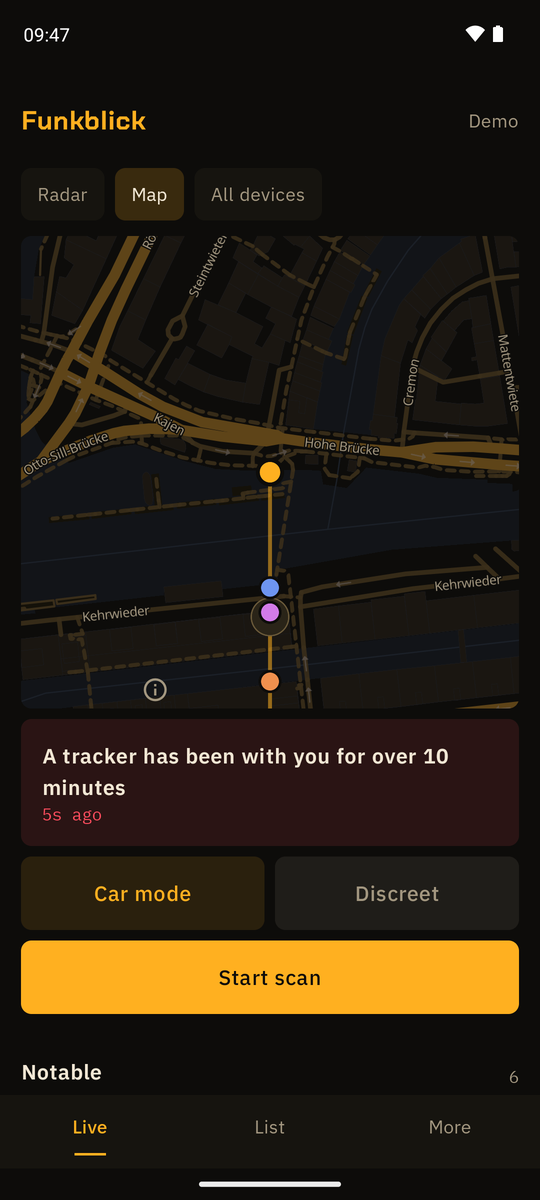 09:47
Funkblick
Demo
Radar
Map
All devices
Steintwiete
Mattentwiete
Cremon
Kajen
Hohe Brücke
Otto-Sill-Brücke
Kehrwieder
Kehrwieder
A tracker has been with you for over 10
minutes
5s ago
Car mode
Discreet
Start scan
Notable
6
Live
List
More